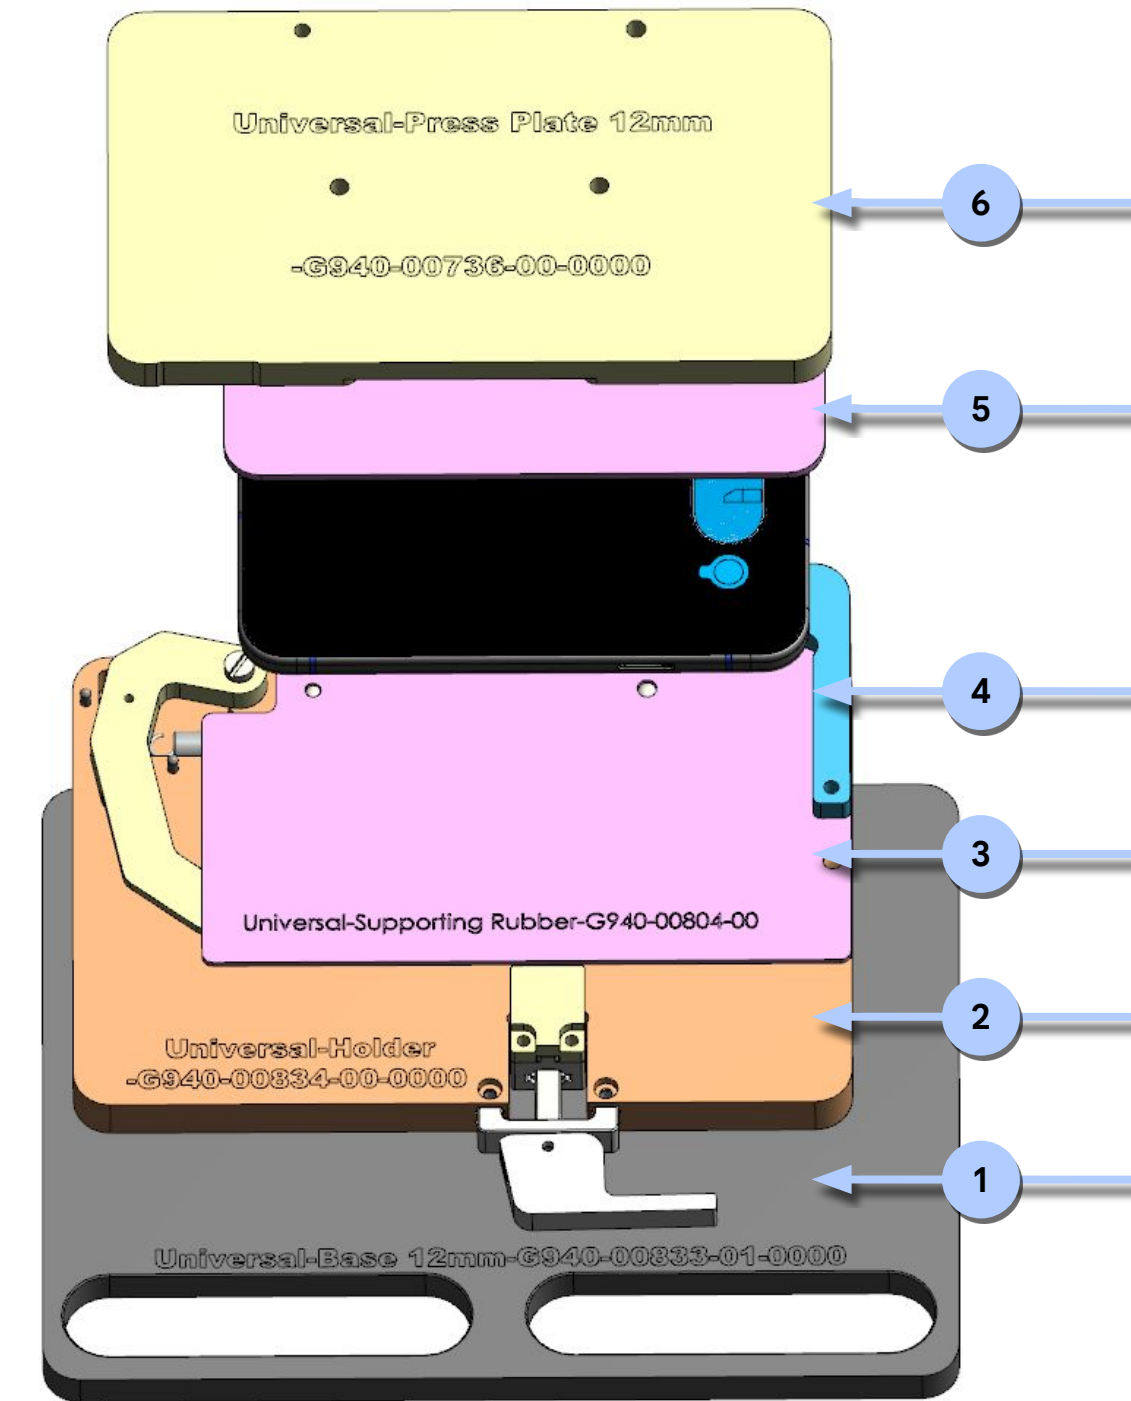 Universal-Press Plate 12mm
6
-G940-00736-00-0000
5
4
3
Universal-Supporting Rubber-G940-00804-00
2
Universal-Holder
-G940-00834-00-0000
1
Universal-Base 12mm-G940-00833-01-0000